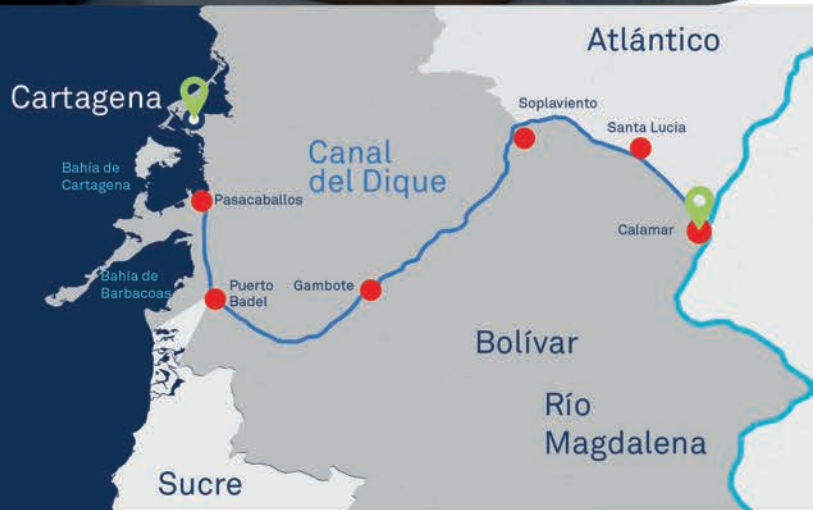 Atlántico
Cartagena
Soplaviento
Santa Lucia
Canal
del Dique
Bahía de
Cartagena
Pasacaballos
Calamar
Bahía de
Barbacoas
Puerto
Badel
Gambote
Bolívar
Río
Magdalena
Sucre